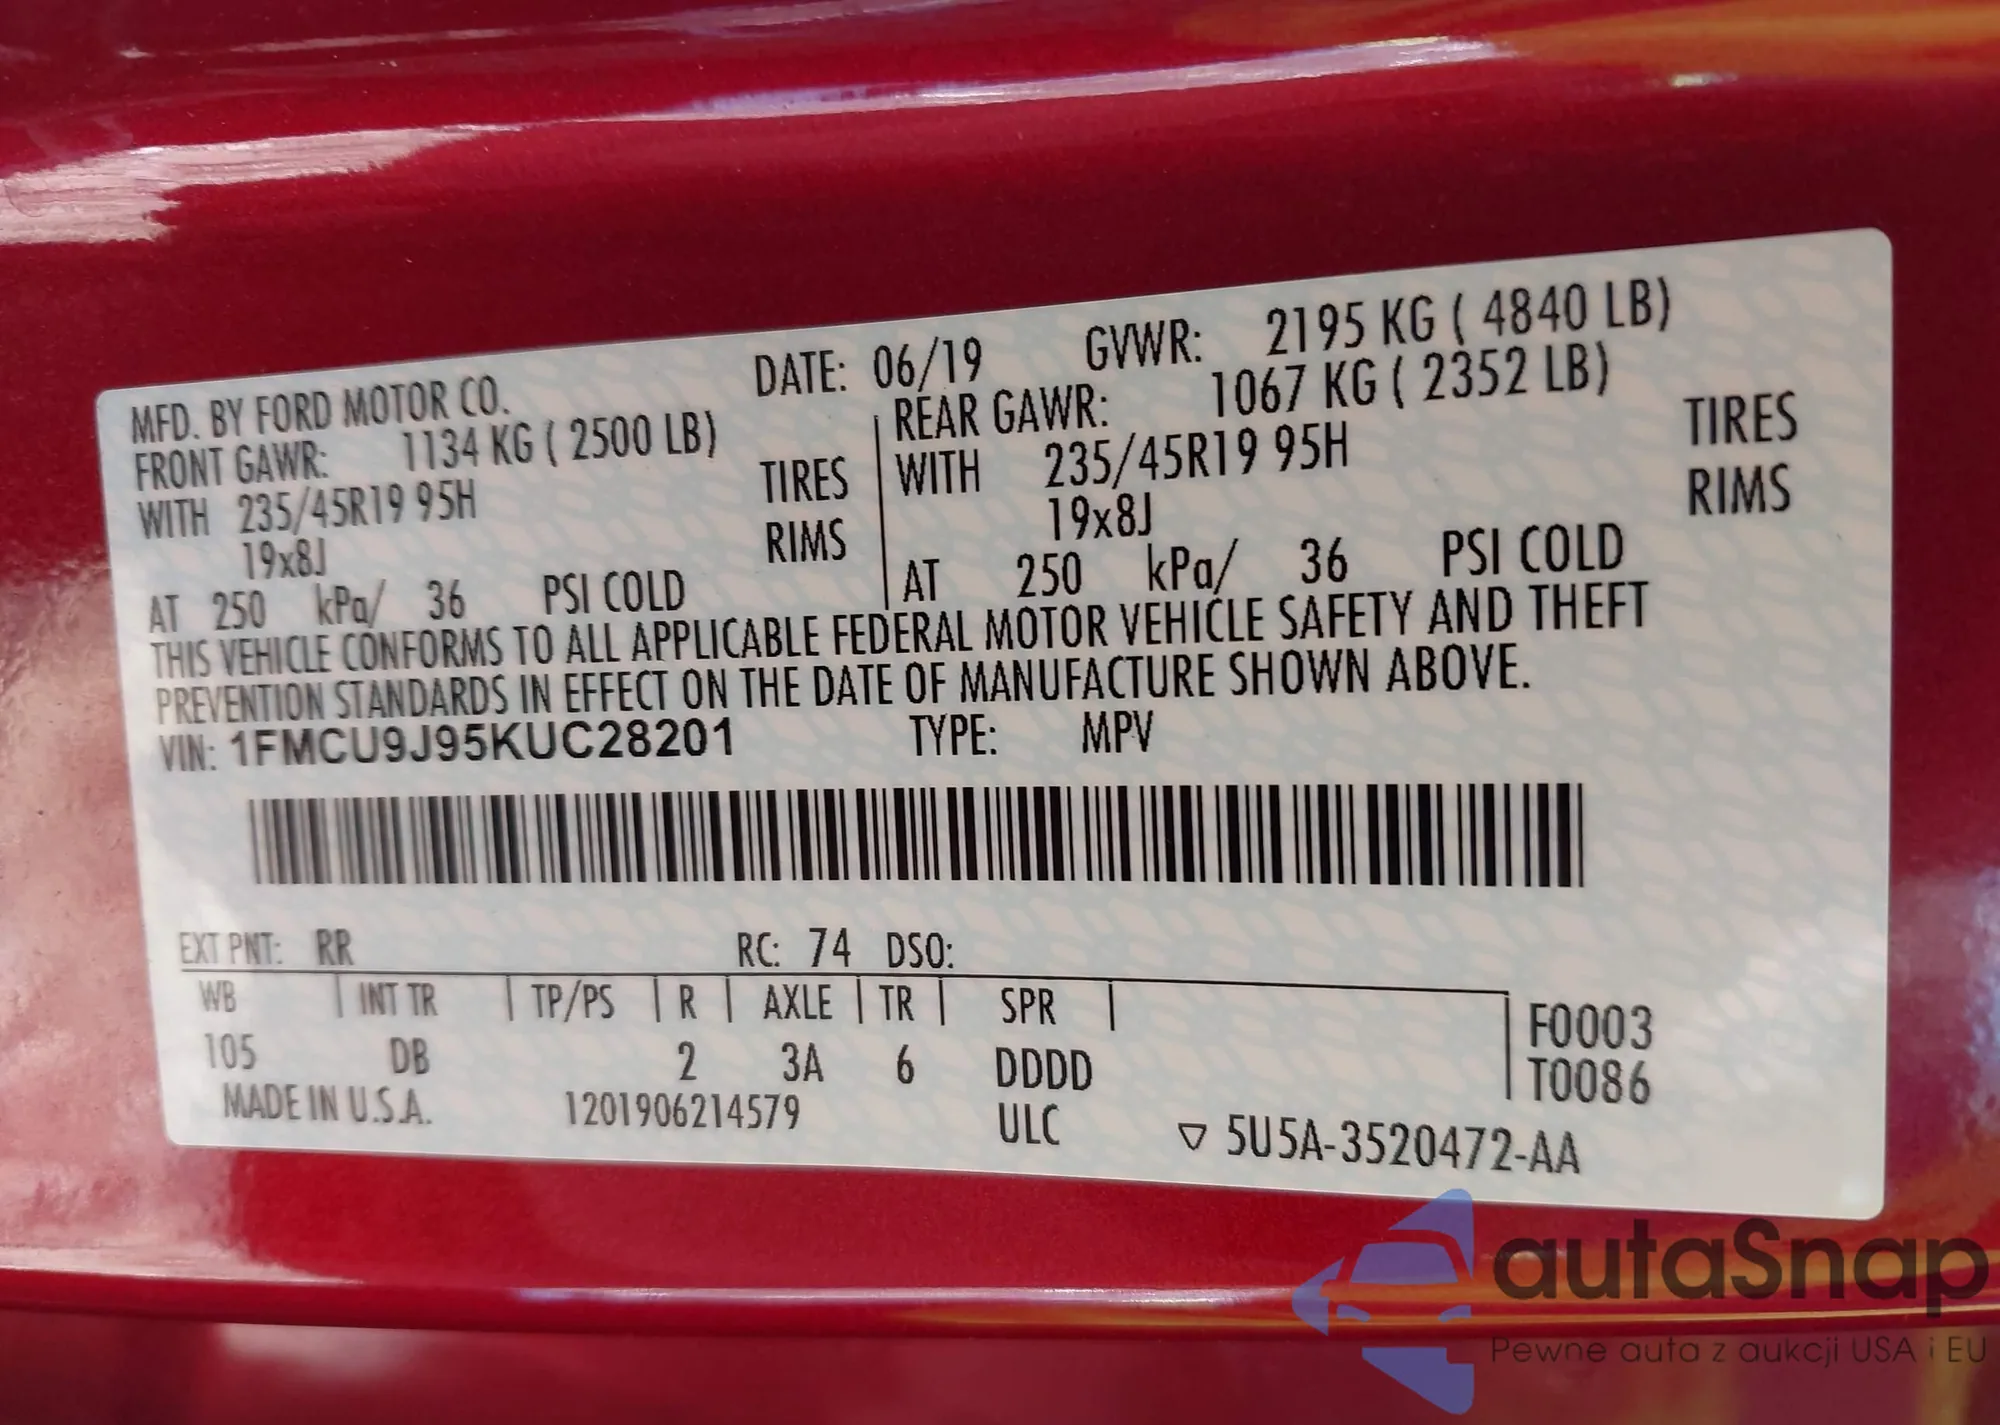 MFD. BY FORD MOTOR CO. DATE: 06/19 GVWR: 2195 KG ( 4840 LB)
FRONT GAWR: 1134 KG ( 2500 LB) REAR GAWR: 1067 KG ( 2352 LB)
WITH 235/45R19 95H TIRES WITH 235/45R19 95H TIRES
19x8J RIMS 19x8J RIMS
AT 250 kPa/ 36 PSI COLD AT 250 kPa/ 36 PSI COLD
THIS VEHICLE CONFORMS TO ALL APPLICABLE FEDERAL MOTOR VEHICLE SAFETY AND THEFT
PREVENTION STANDARDS IN EFFECT ON THE DATE OF MANUFACTURE SHOWN ABOVE.
VIN: 1FMCU9J95KUC28201 TYPE: MPV
EXT PNT: RR RC: 74 DSO:
WB INT TR TP/PS R AXLE TR SPR F0003
105 DB 2 3A 6 DDDD T0086
MADE IN U.S.A. 1201906214579 ULC ▽ 5U5A-3520472-AA
autaSnap
Pewne auta z aukcji USA i EU